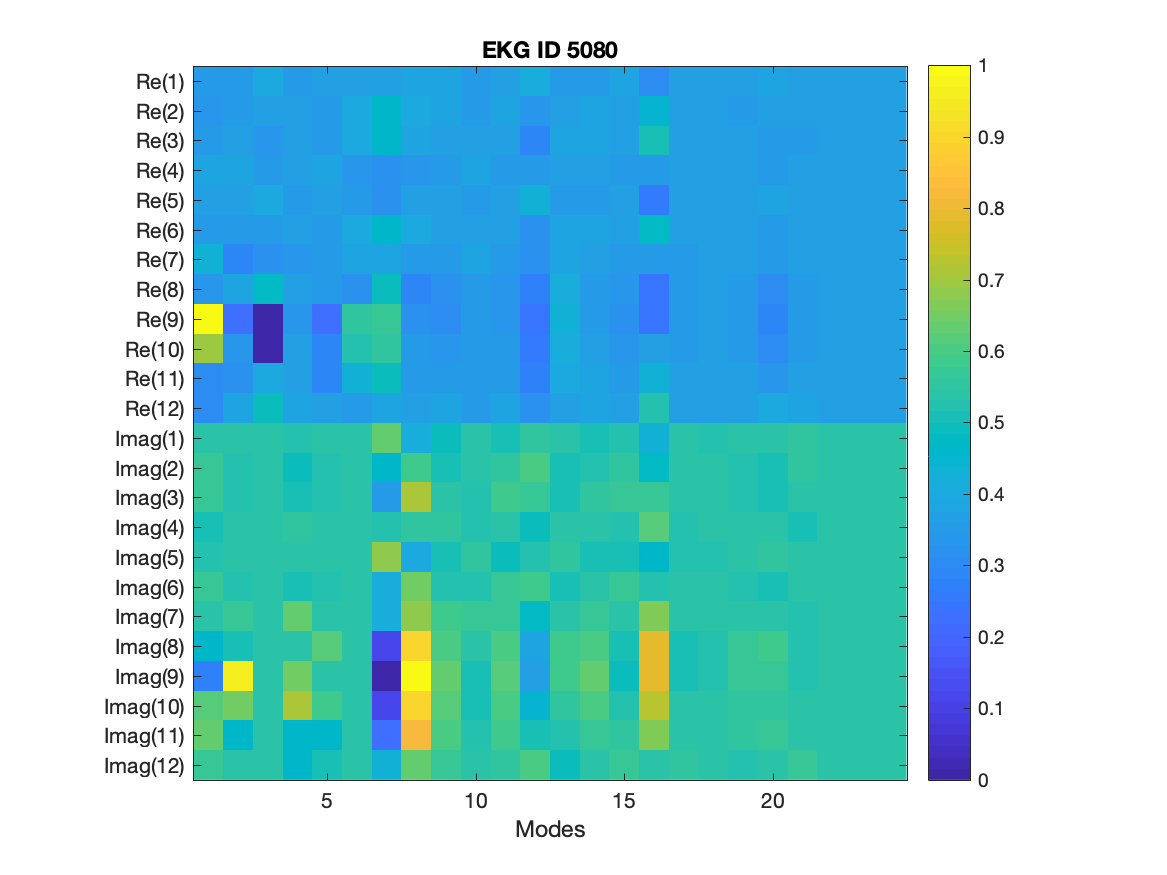 EKG ID 5080
Re(1)
Re(2)
Re(3)
Re(4)
Re(5)
Re(6)
Re(7)
Re(8)
Re(9)
Re(10)
Re(11)
Re(12)
Imag(1)
Imag(2)
Imag(3)
Imag(4)
Imag(5)
Imag(6)
Imag(7)
Imag(8)
Imag(9)
Imag(10)
Imag(11)
Imag(12)
5 10 15 20
Modes
1
0.9
0.8
0.7
0.6
0.5
0.4
0.3
0.2
0.1
0